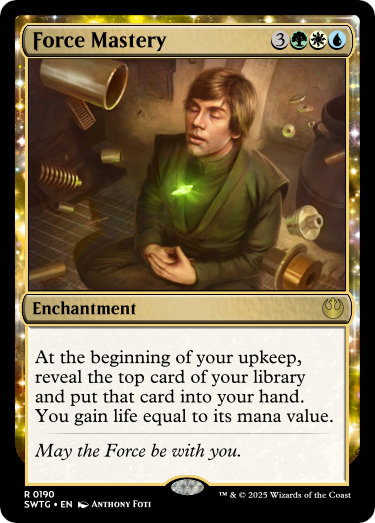 Force Mastery 3
Enchantment
At the beginning of your upkeep,
reveal the top card of your library
and put that card into your hand.
You gain life equal to its mana value.
May the Force be with you.
R 0190
SWTG • EN Anthony Foti
™ & © 2025 Wizards of the Coast